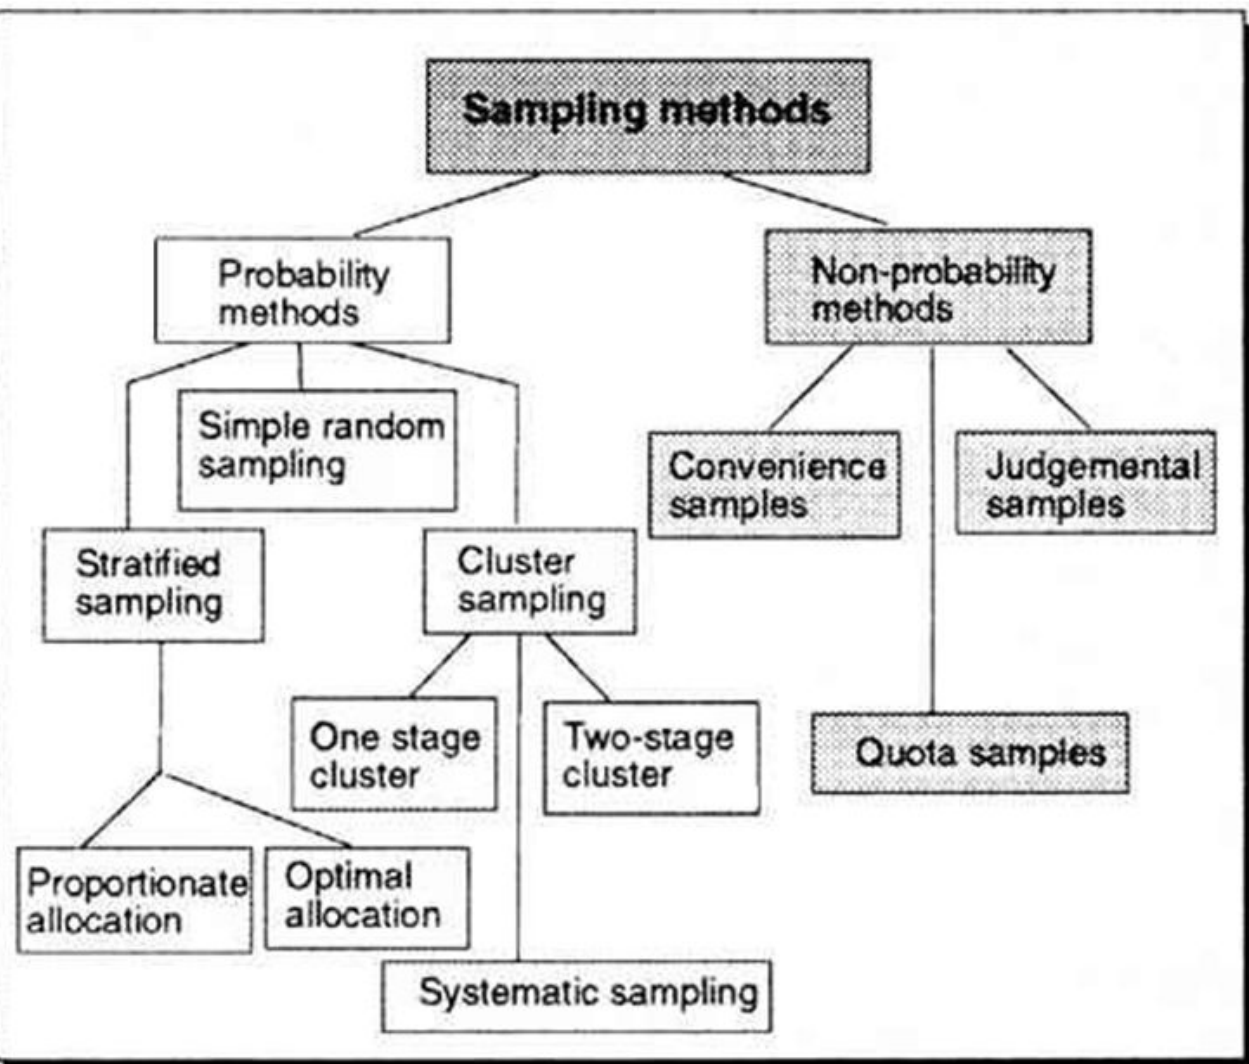 Sampling methods
Probability
methods
Non-probability
methods
Simple random
sampling
Convenience
samples
Judgemental
samples
Stratified
sampling
Cluster
sampling
One stage
cluster
Two-stage
cluster
Quota samples
Proportionate
allocation
Optimal
allocation
Systematic sampling